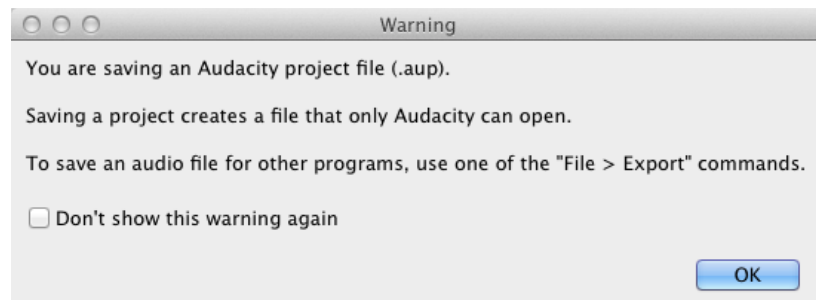 Warning
You are saving an Audacity project file (.aup).
Saving a project creates a file that only Audacity can open.
To save an audio file for other programs, use one of the "File > Export" commands.
Don't show this warning again
OK